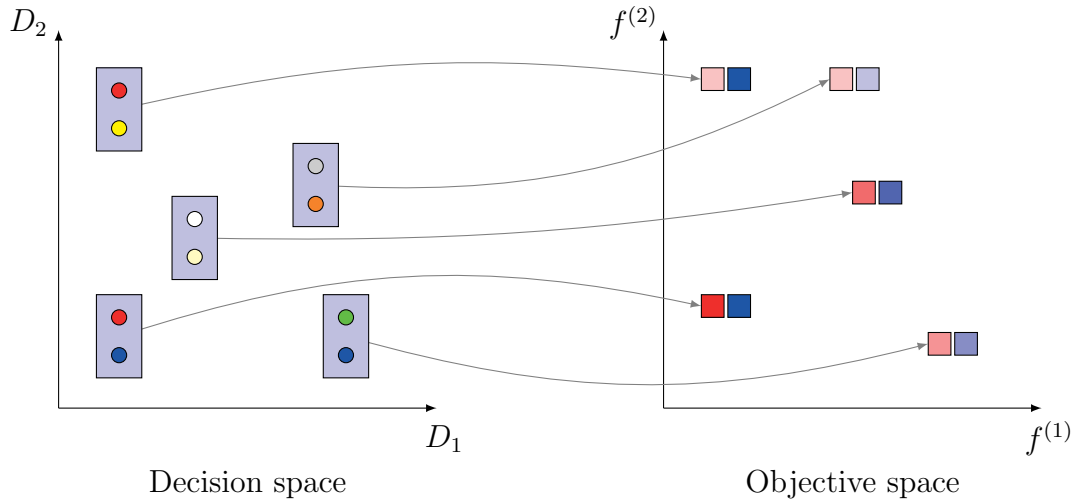 D₂
f⁽²⁾
D₁
f⁽¹⁾
Decision space
Objective space